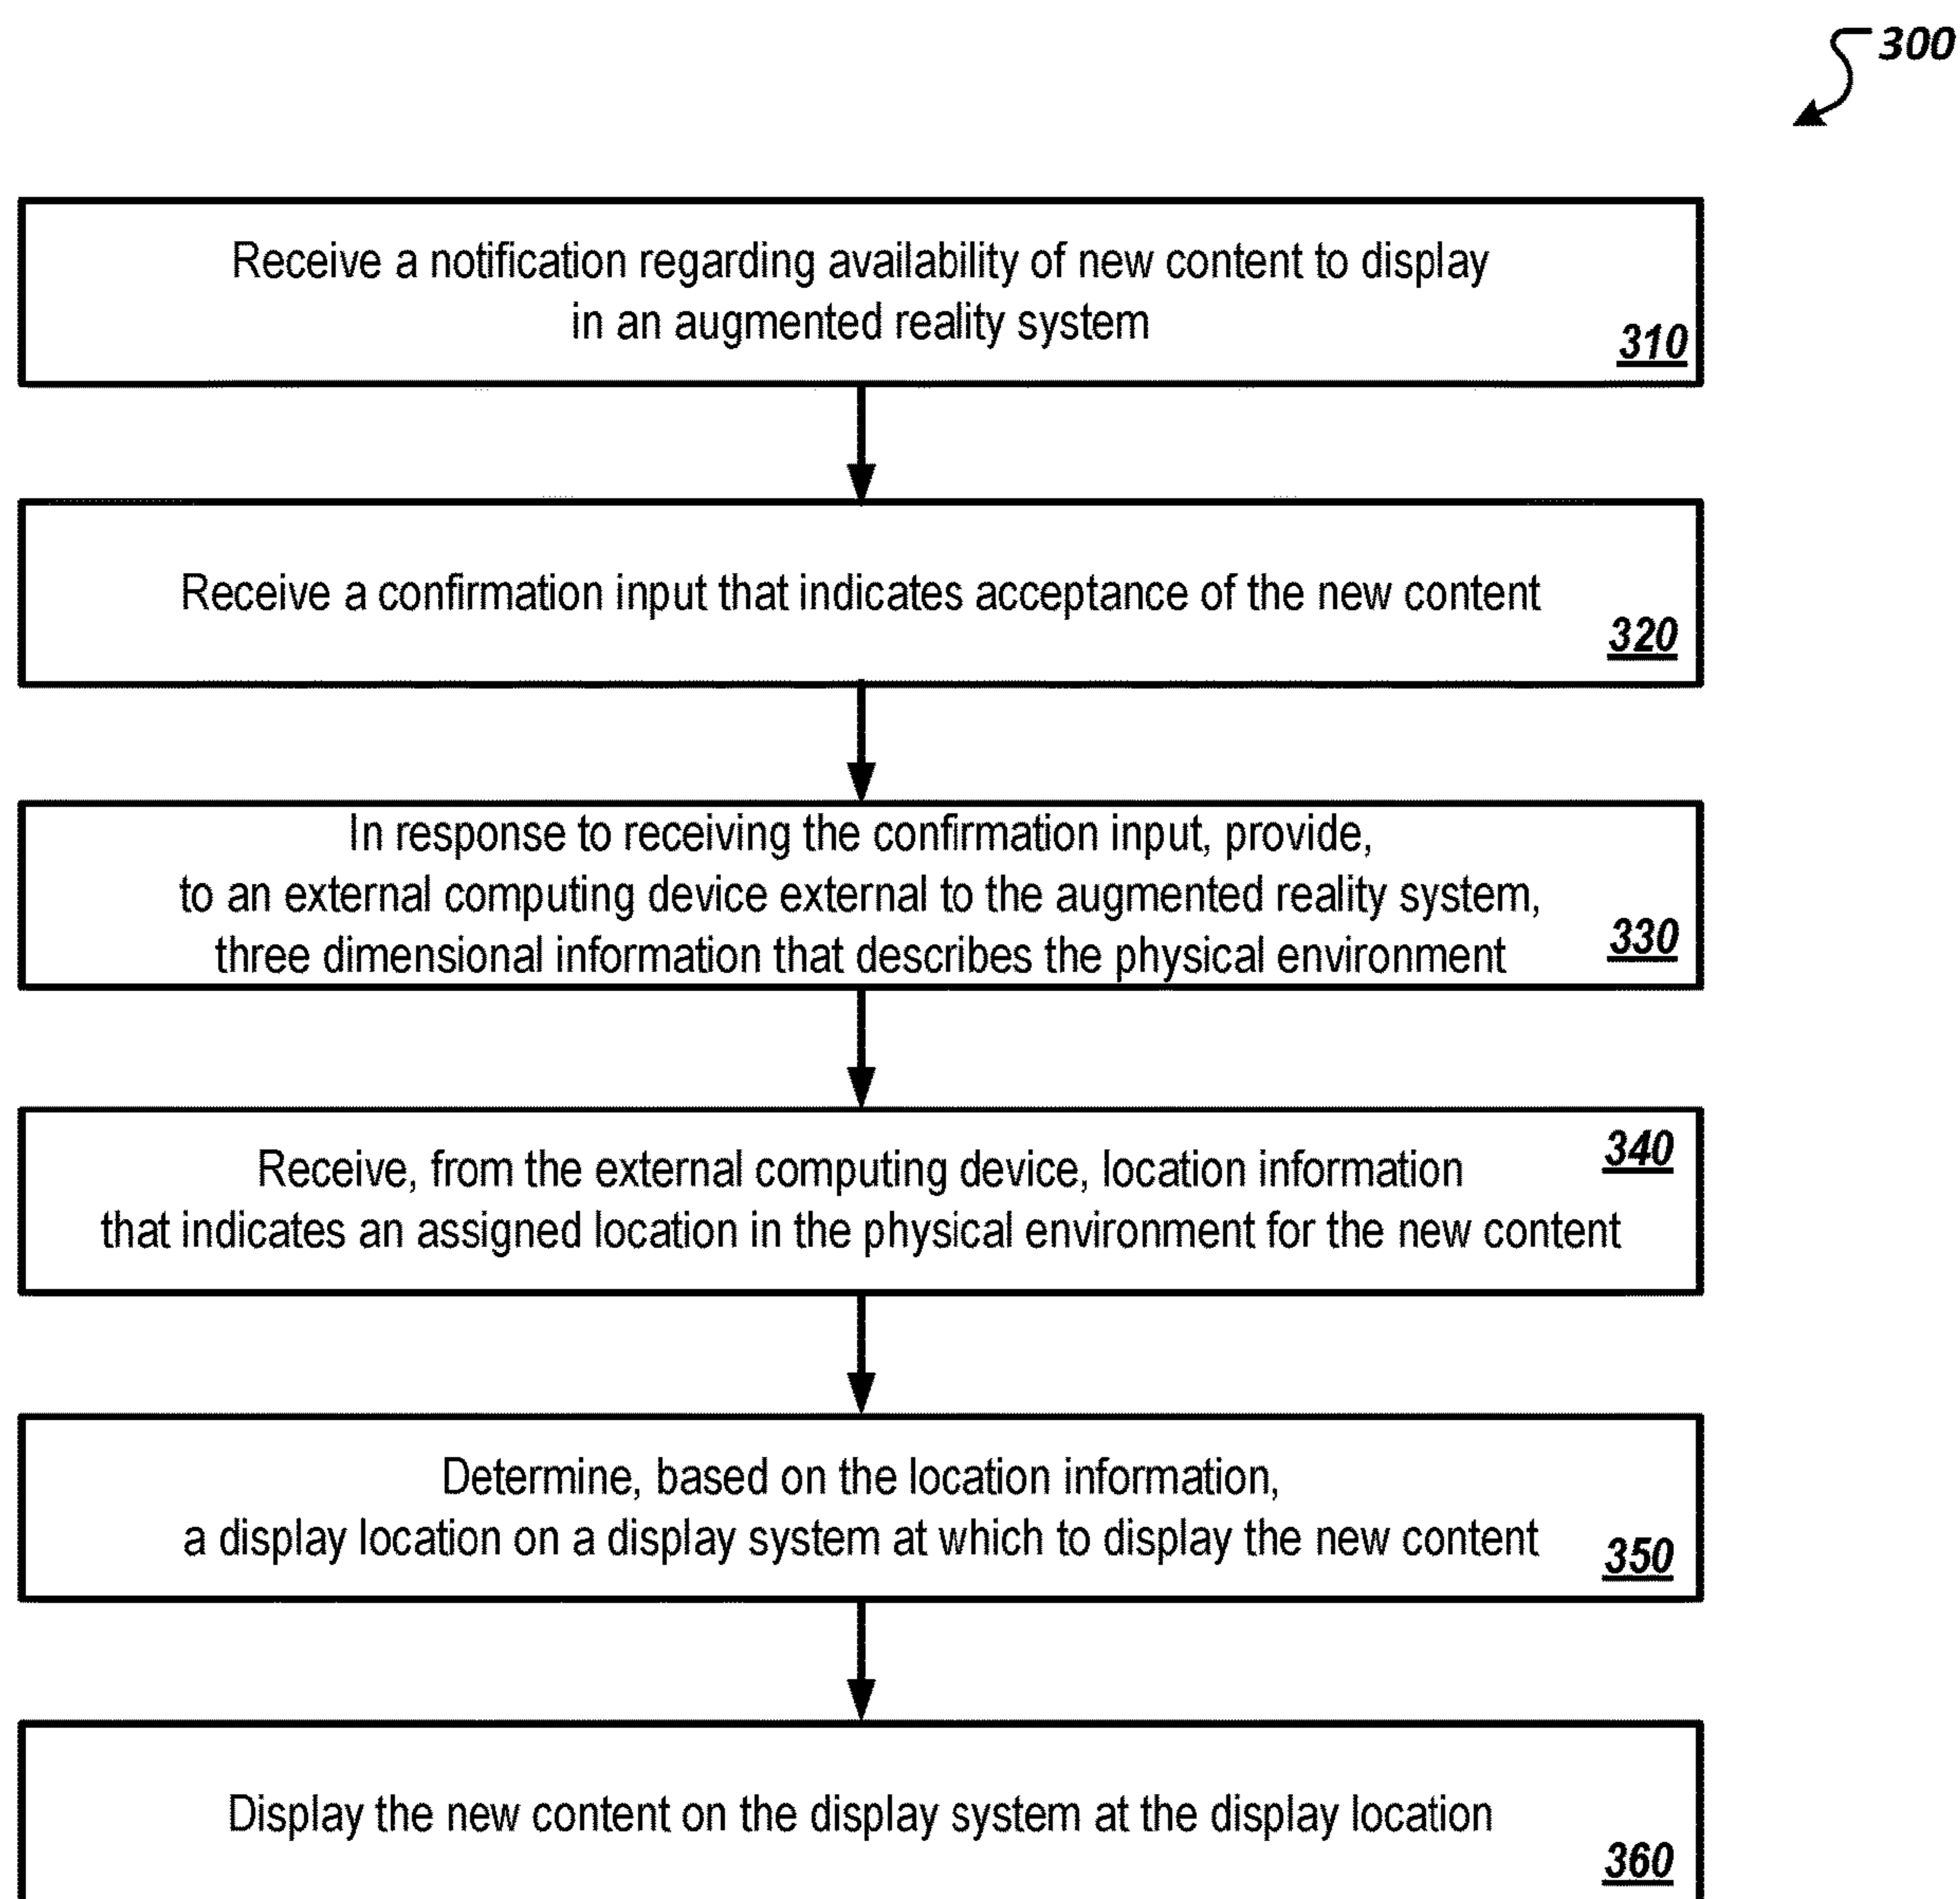 300
Receive a notification regarding availability of new content to display
in an augmented reality system
310
Receive a confirmation input that indicates acceptance of the new content
320
In response to receiving the confirmation input, provide,
to an external computing device external to the augmented reality system,
three dimensional information that describes the physical environment
330
340
Receive, from the external computing device, location information
that indicates an assigned location in the physical environment for the new content
Determine, based on the location information,
a display location on a display system at which to display the new content
350
Display the new content on the display system at the display location
360